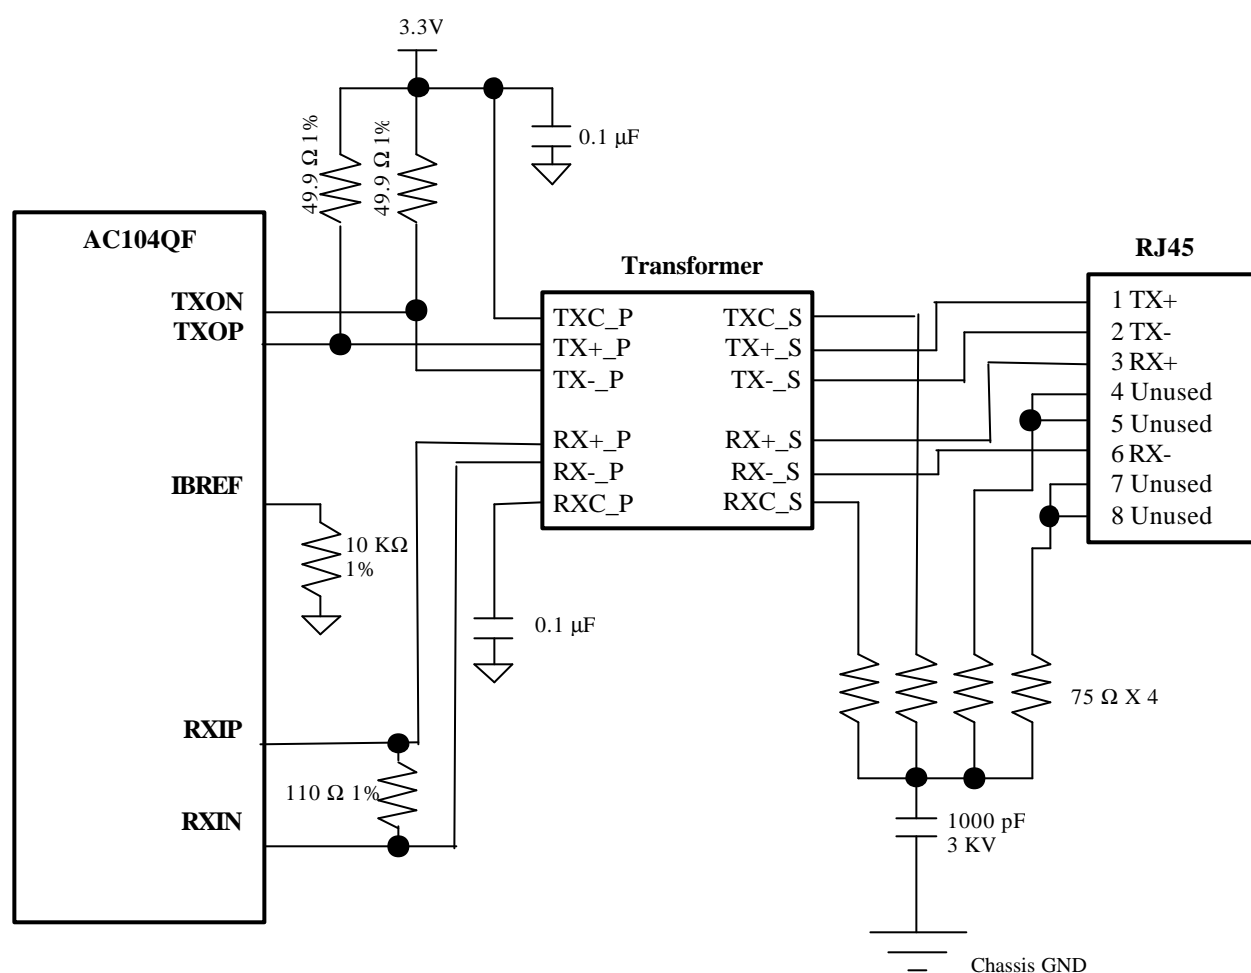 3.3V
0.1 µF
49.9 Ω 1%
49.9 Ω 1%
AC104QF
TXON
TXOP
IBREF
RXIP
RXIN
10 KΩ
1%
110 Ω 1%
0.1 µF
Transformer
TXC_P
TX+_P
TX-_P
RX+_P
RX-_P
RXC_P
TXC_S
TX+_S
TX-_S
RX+_S
RX-_S
RXC_S
RJ45
1 TX+
2 TX-
3 RX+
4 Unused
5 Unused
6 RX-
7 Unused
8 Unused
75 Ω X 4
1000 pF
3 KV
Chassis GND